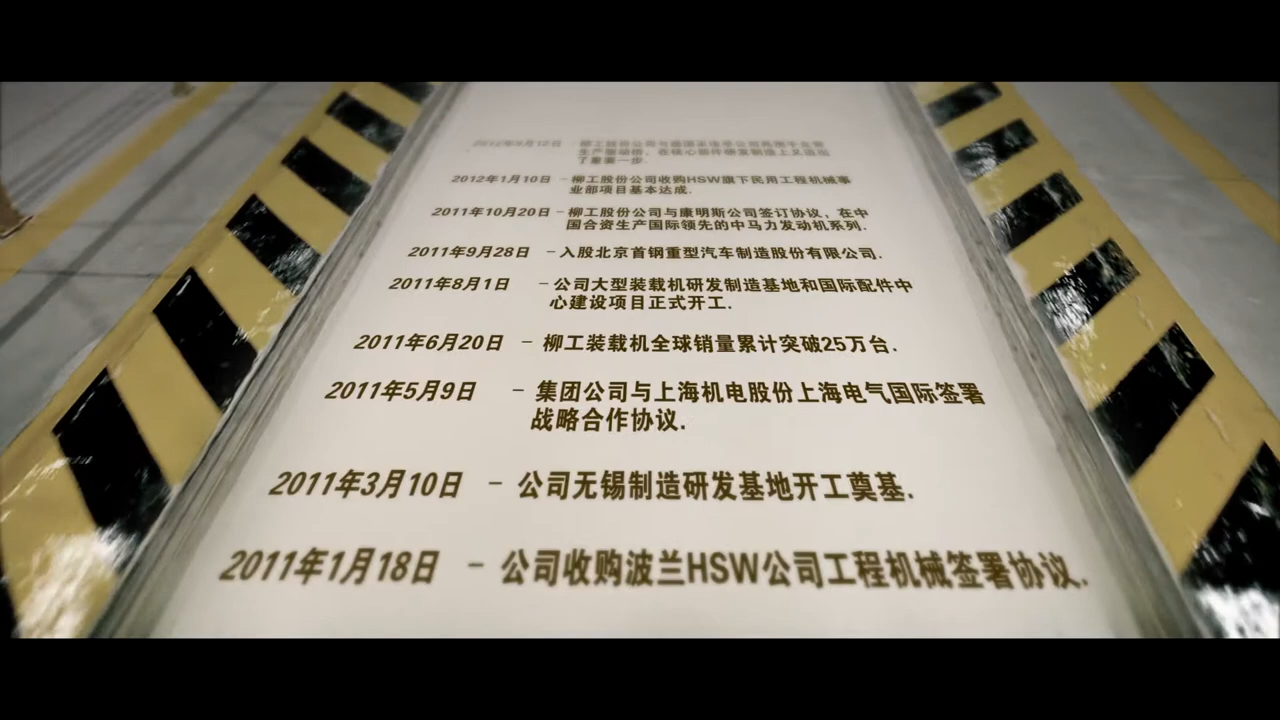 柳工股份公司与
了重要一步.
2012年1月10日 - 柳工股份公司收购HSW旗下民用工程机械事
业部项目基本达成.
2011年10月20日 - 柳工股份公司与康明斯公司签订协议，在中
国合资生产国际领先的中马力发动机系列.
2011年9月28日 - 入股北京首钢重型汽车制造股份有限公司.
2011年8月1日 - 公司大型装载机研发制造基地和国际配件中
心建设项目正式开工.
2011年6月20日 - 柳工装载机全球销量累计突破25万台.
2011年5月9日 - 集团公司与上海机电股份上海电气国际签署
战略合作协议.
2011年3月10日 - 公司无锡制造研发基地开工奠基.
2011年1月18日 - 公司收购波兰HSW公司工程机械签署协议.